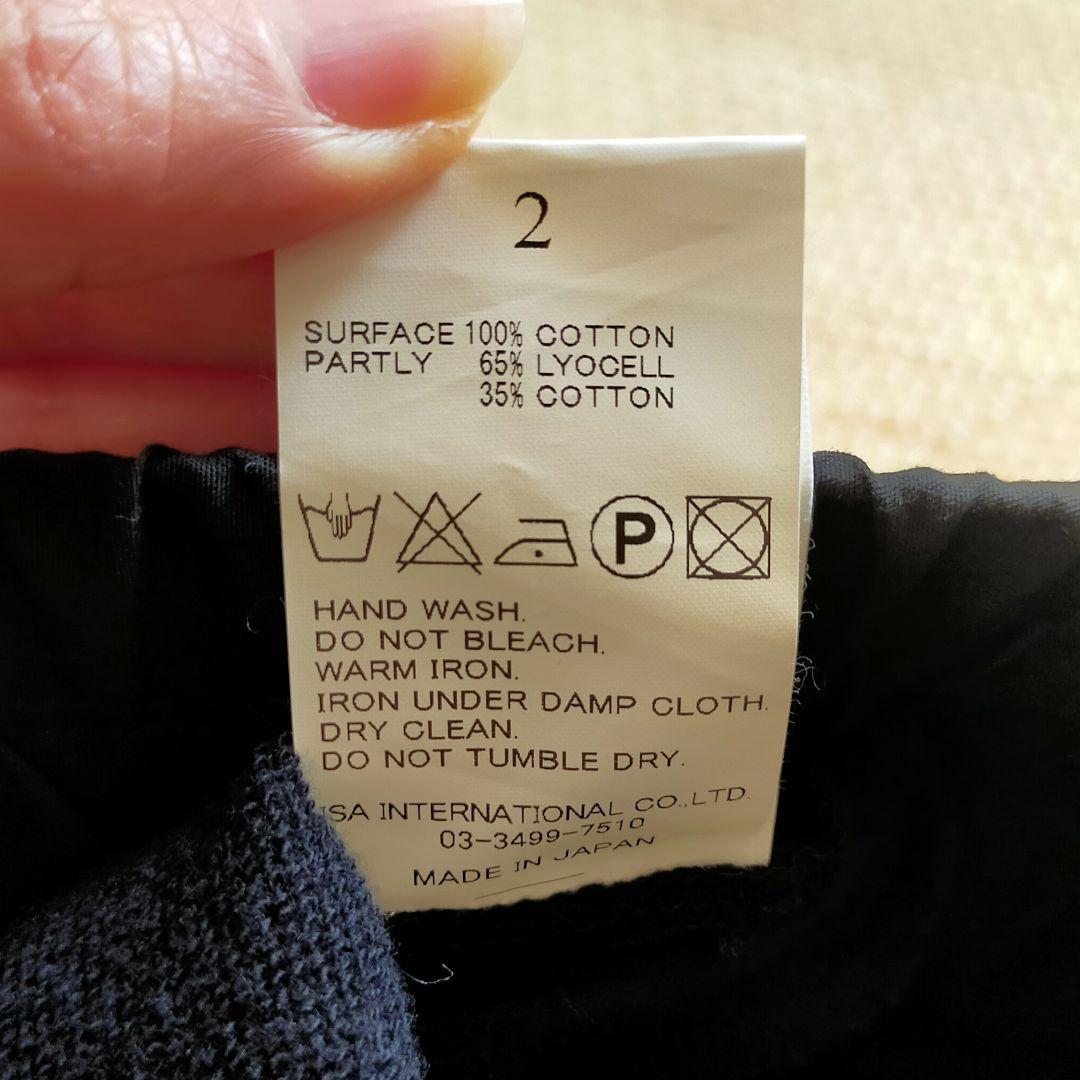 2
SURFACE 100% COTTON
PARTLY 65% LYOCELL
35% COTTON
P
HAND WASH.
DO NOT BLEACH.
WARM IRON.
IRON UNDER DAMP CLOTH.
DRY CLEAN.
DO NOT TUMBLE DRY.
INTERNATIONAL CO.,LTD.
03-3499-7510
MADE IN JAPAN